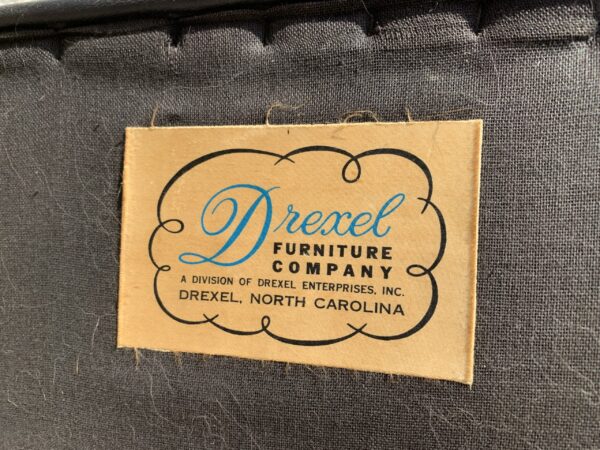 Drexel
FURNITURE
COMPANY
A DIVISION OF DREXEL ENTERPRISES, INC.
DREXEL, NORTH CAROLINA